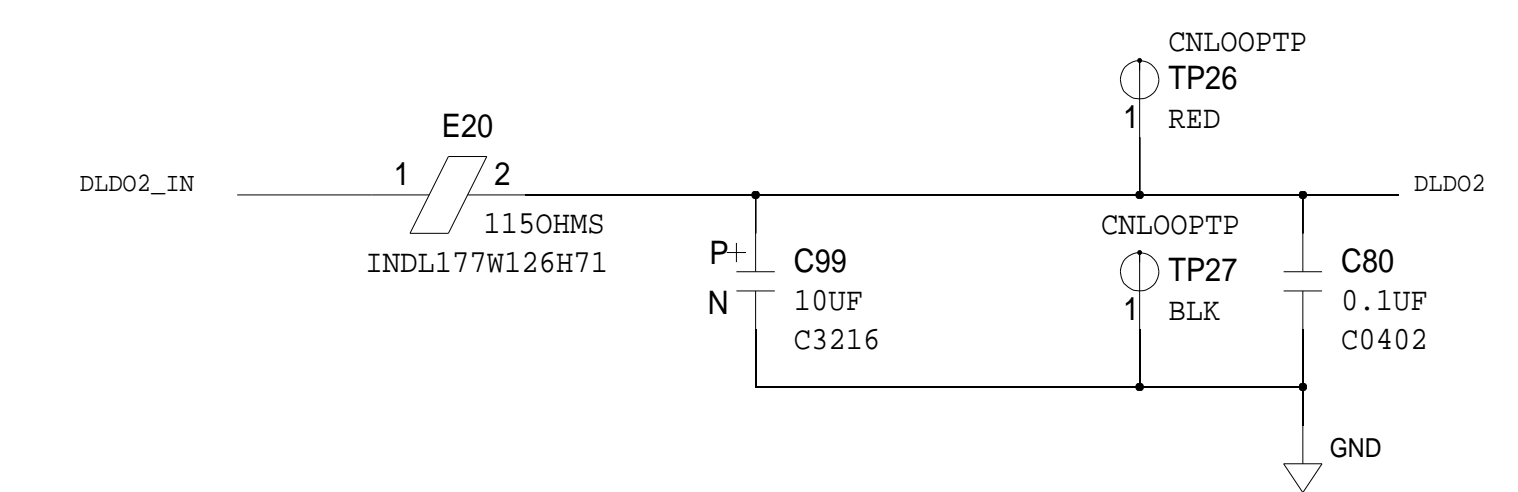 CNLOOPTP
TP26
1 RED
E20
1 2
DLDO2_IN
DLDO2
115OHMS
INDL177W126H71
CNLOOPTP
P+
N
C99
10UF
C3216
TP27
1 BLK
C80
0.1UF
C0402
GND